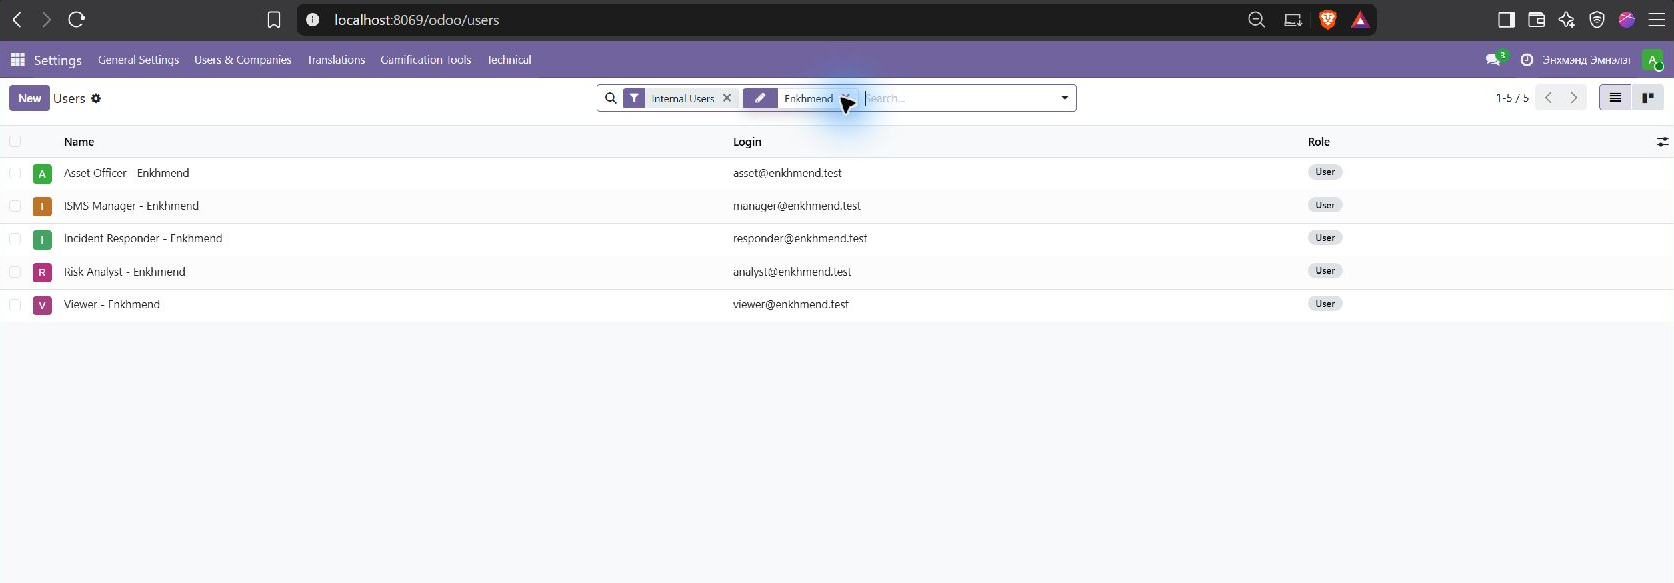 localhost:8069/odoo/users
Settings General Settings Users & Companies Translations Gamification Tools Technical 3 Энхмэнд Эмнэлэг A
New Users Internal Users Enkhmend Search... 1-5 / 5
Name Login Role
A Asset Officer - Enkhmend asset@enkhmend.test User
I ISMS Manager - Enkhmend manager@enkhmend.test User
I Incident Responder - Enkhmend responder@enkhmend.test User
R Risk Analyst - Enkhmend analyst@enkhmend.test User
V Viewer - Enkhmend viewer@enkhmend.test User